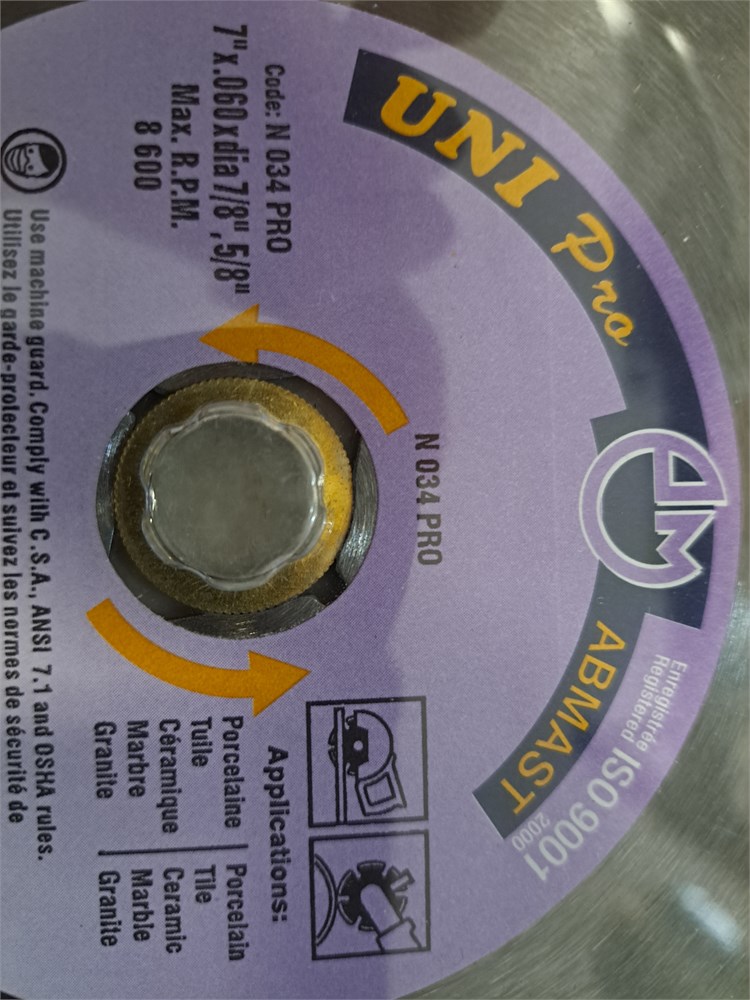 UNI Pro
AM
ABMAST
Enregistrée
Registered
ISO 9001
2000
Code: N 034 PRO
7"x.060xdia 7/8",5/8"
Max. R.P.M.
8 600
N 034 PRO
Applications:
Porcelaine Porcelain
Tuile Tile
Céramique Ceramic
Marbre Marble
Granite Granite
Use machine guard. Comply with C.S.A., ANSI 7.1 and OSHA rules.
Utilisez le garde-protecteur et suivez les normes de sécurité de